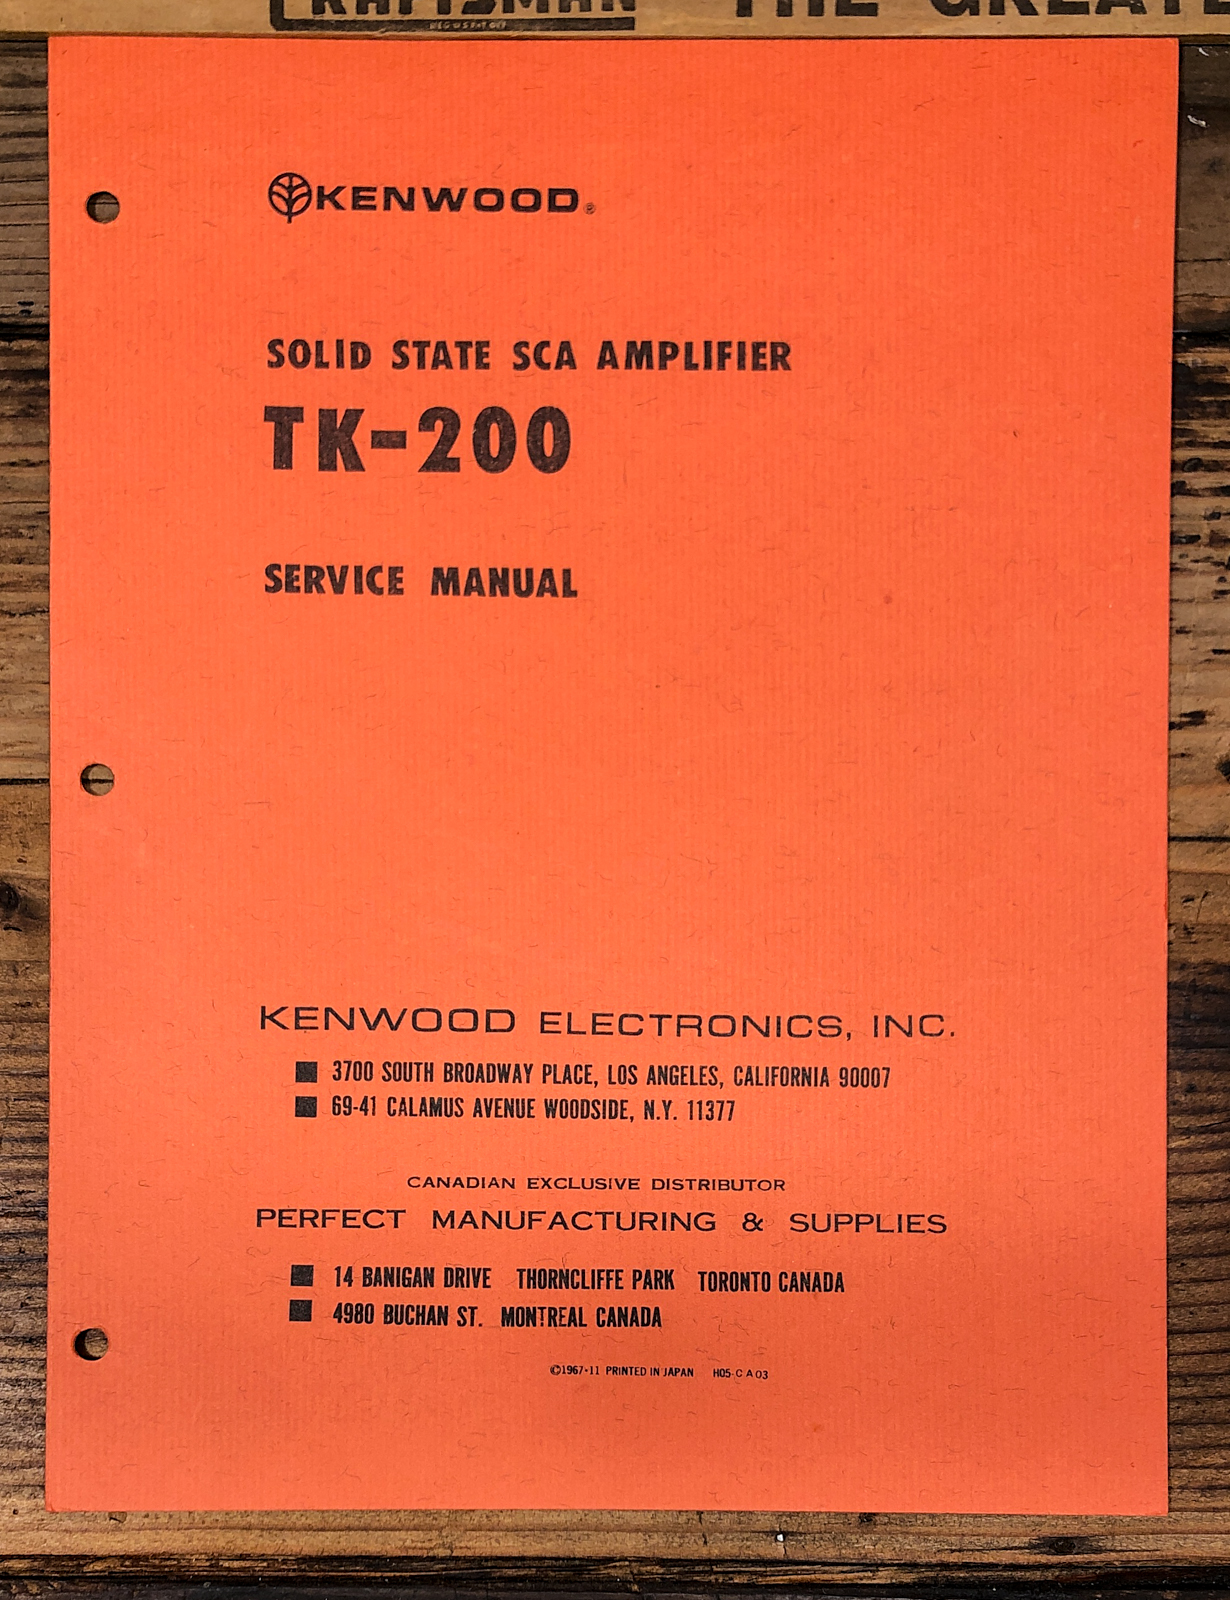 THE
KENWOOD®
SOLID STATE SCA AMPLIFIER
TK-200
SERVICE MANUAL
KENWOOD ELECTRONICS, INC.
■ 3700 SOUTH BROADWAY PLACE, LOS ANGELES, CALIFORNIA 90007
■ 69-41 CALAMUS AVENUE WOODSIDE, N.Y. 11377
CANADIAN EXCLUSIVE DISTRIBUTOR
PERFECT MANUFACTURING & SUPPLIES
■ 14 BANIGAN DRIVE THORNCLIFFE PARK TORONTO CANADA
■ 4980 BUCHAN ST. MONTREAL CANADA
©1967·11 PRINTED IN JAPAN H05-CA03